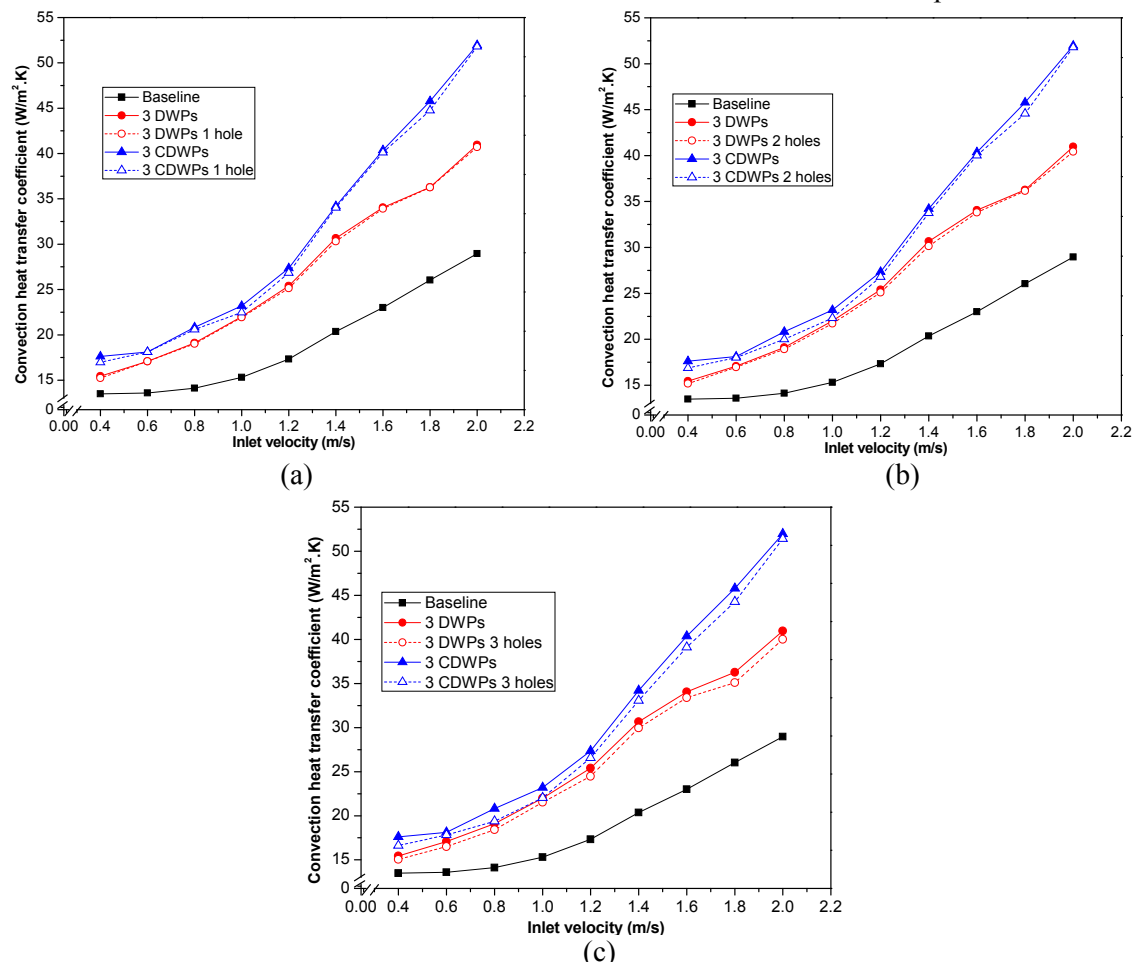 55
50
45
40
35
30
25
20
15
0
Convection heat transfer coefficient (W/m².K)
Baseline
3 DWPs
3 DWPs 1 hole
3 CDWPs
3 CDWPs 1 hole
0.00 0.4 0.6 0.8 1.0 1.2 1.4 1.6 1.8 2.0 2.2
Inlet velocity (m/s)
(a)
55
50
45
40
35
30
25
20
15
0
Convection heat transfer coefficient (W/m².K)
Baseline
3 DWPs
3 DWPs 2 holes
3 CDWPs
3 CDWPs 2 holes
0.00 0.4 0.6 0.8 1.0 1.2 1.4 1.6 1.8 2.0 2.2
Inlet velocity (m/s)
(b)
55
50
45
40
35
30
25
20
15
0
Convection heat transfer coefficient (W/m².K)
Baseline
3 DWPs
3 DWPs 3 holes
3 CDWPs
3 CDWPs 3 holes
0.00 0.4 0.6 0.8 1.0 1.2 1.4 1.6 1.8 2.0 2.2
Inlet velocity (m/s)
(c)